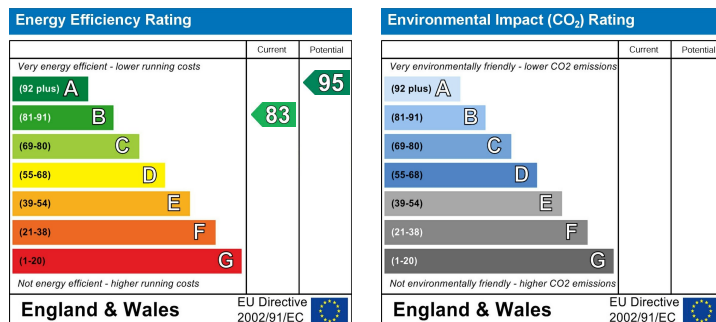 Energy Efficiency Rating
Current Potential
Very energy efficient - lower running costs
(92 plus) A
(81-91) B
(69-80) C
(55-68) D
(39-54) E
(21-38) F
(1-20) G
95
83
Not energy efficient - higher running costs
England & Wales
EU Directive
2002/91/EC
Environmental Impact (CO₂) Rating
Current Potential
Very environmentally friendly - lower CO2 emissions
(92 plus) A
(81-91) B
(69-80) C
(55-68) D
(39-54) E
(21-38) F
(1-20) G
Not environmentally friendly - higher CO2 emissions
England & Wales
EU Directive
2002/91/EC